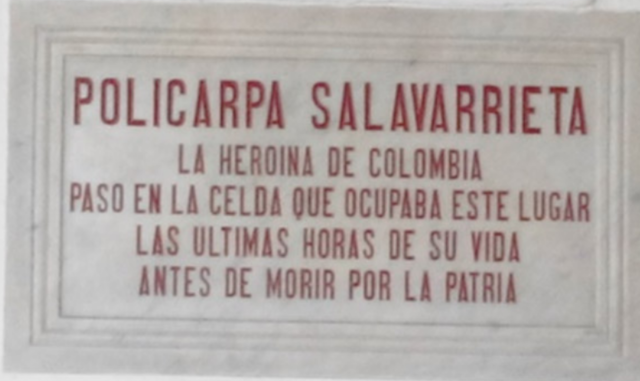 POLICARPA SALAVARRIETA
LA HEROINA DE COLOMBIA
PASO EN LA CELDA QUE OCUPABA ESTE LUGAR
LAS ULTIMAS HORAS DE SU VIDA
ANTES DE MORIR POR LA PATRIA